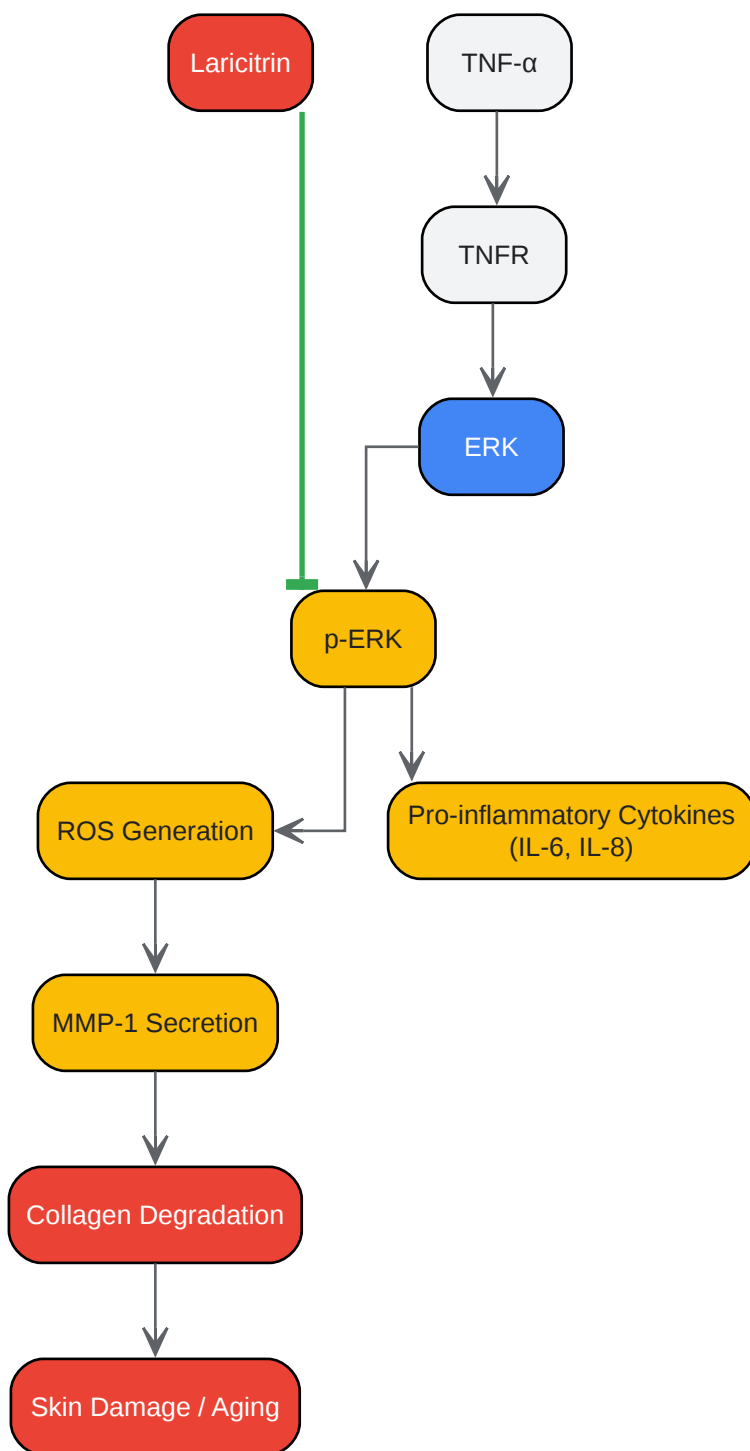 Laricitrin
TNF-α
TNFR
ERK
p-ERK
ROS Generation
Pro-inflammatory Cytokines
(IL-6, IL-8)
MMP-1 Secretion
Collagen Degradation
Skin Damage / Aging